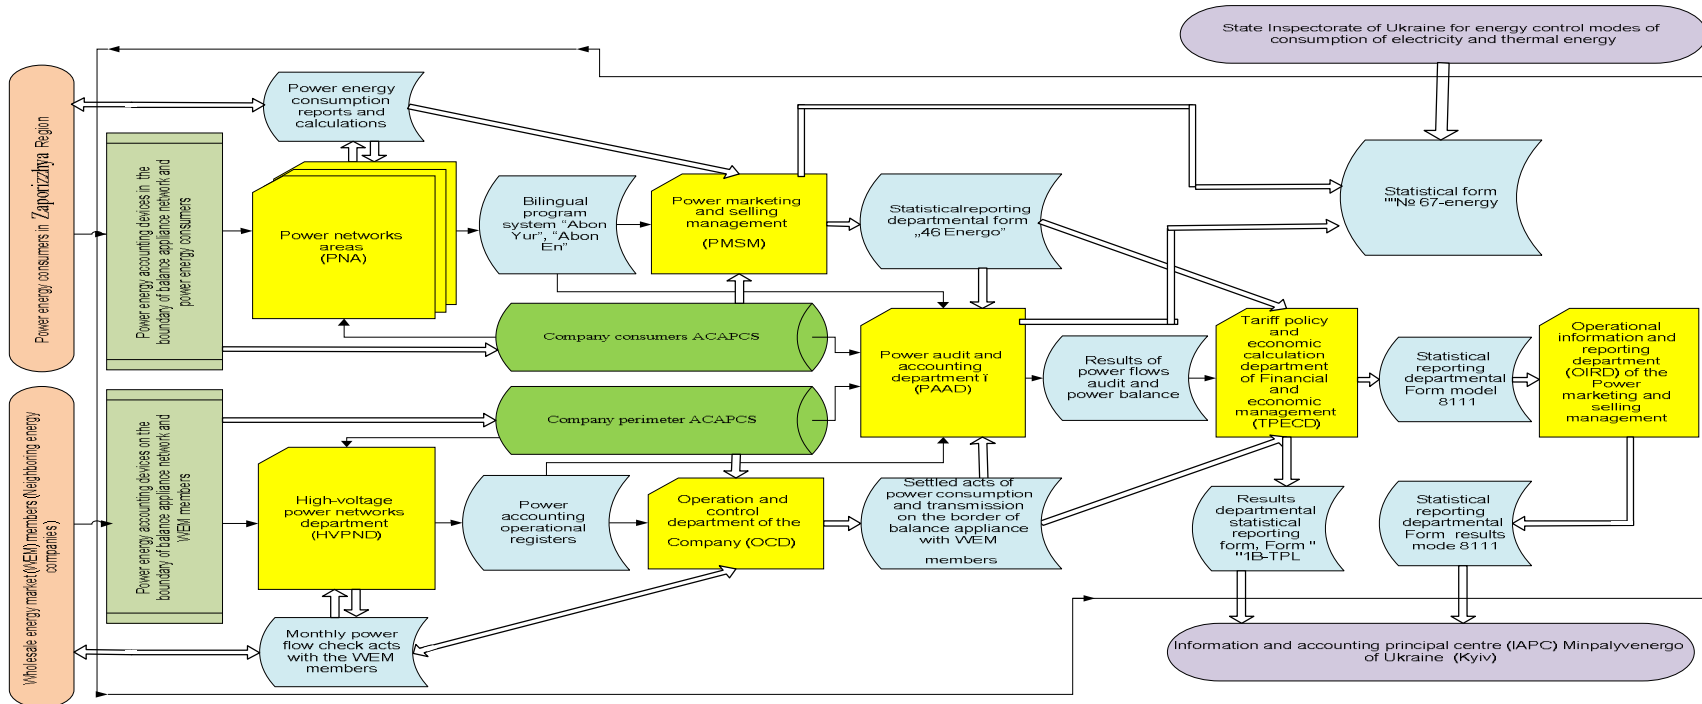 State Inspectorate of Ukraine for energy control modes of
consumption of electricity and thermal energy
Power consumers in Zaporizzhya Region
Power energy accounting devices in the
boundary of balance appliance network and
power energy consumers
Power energy
consumption
reports and
calculations
Power networks
areas
(PNA)
Bilingual
program
system “Abon
Yur”, “Abon
En”
Power marketing
and selling
management
(PMSM)
Statisticalreporting
departmental form
„46 Energo”
Statistical form
""№ 67-energy
Company consumers ACAPCS
Company perimeter ACAPCS
Power audit and
accounting
department ï
(PAAD)
Results of
power flows
audit and
power balance
Tariff policy
and
economic
calculation
department
of Financial
and
economic
management
(TPECD)
Statistical
reporting
departmental
Form model
8111
Operational
information and
reporting
department
(OIRD) of the
Power
marketing and
selling
management
Wholesale energy market(WEM) members (Neighboring energy
companies)
Power energy accounting devices on the
boundary of balance appliance network and
WEM members
High-voltage
power networks
department
(HVPND)
Power
accounting
operational
registers
Operation and
control
department of the
Company (OCD)
Settled acts of
power consumption
and transmission
on the border of
balance appliance
with WEM
members
Results
departmental
statistical
reporting
form, Form "
"1B-TPL
Statistical
reporting
departmental
Form results
mode 8111
Monthly power
flow check acts
with the WEM
members
Information and accounting principal centre (IAPC) Minpalyvenergo
of Ukraine (Kyiv)